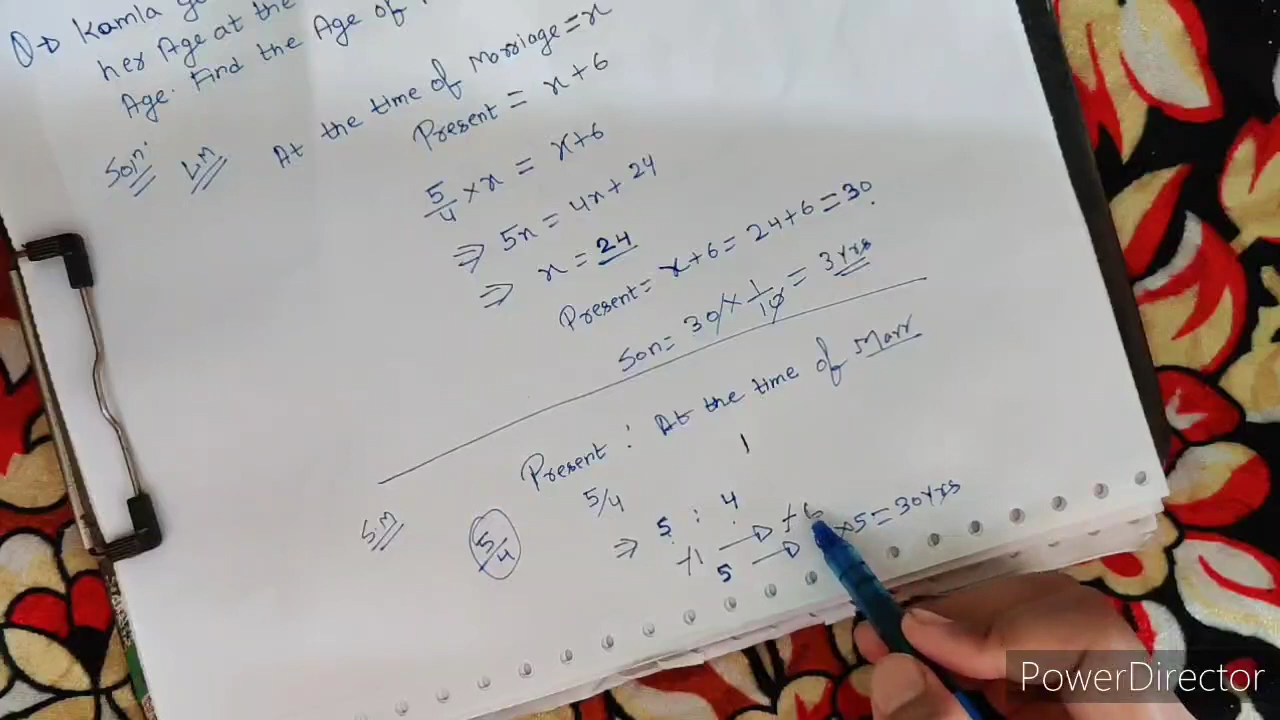 Q→ Kamla
her Age at the
Age. Find the Age of
Soln: LM At the time of Marriage = x
Present = x+6
5/4 × x = x+6
⇒ 5x = 4x + 24
⇒ x = 24
Present = x+6 = 24+6 = 30.
Son = 30 × 1/10 = 3 yrs
Present : At the time of Marr
5/4 1
SM 5/4 ⇒ 5 : 4
+1 → +6
5 → ×5 = 30 yrs
PowerDirector